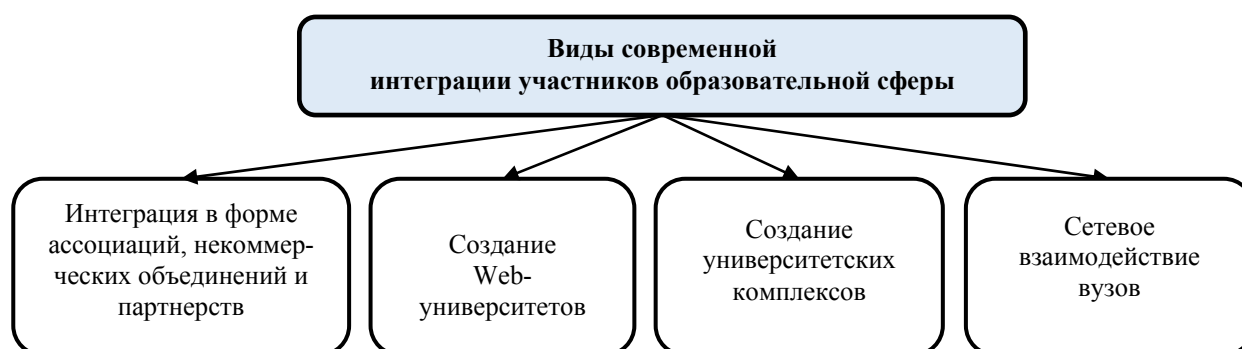 Виды современной
интеграции участников образовательной сферы
Интеграция в форме
ассоциаций, некоммер-
ческих объединений и
партнерств
Создание
Web-
университетов
Создание
университетских
комплексов
Сетевое
взаимодействие
вузов